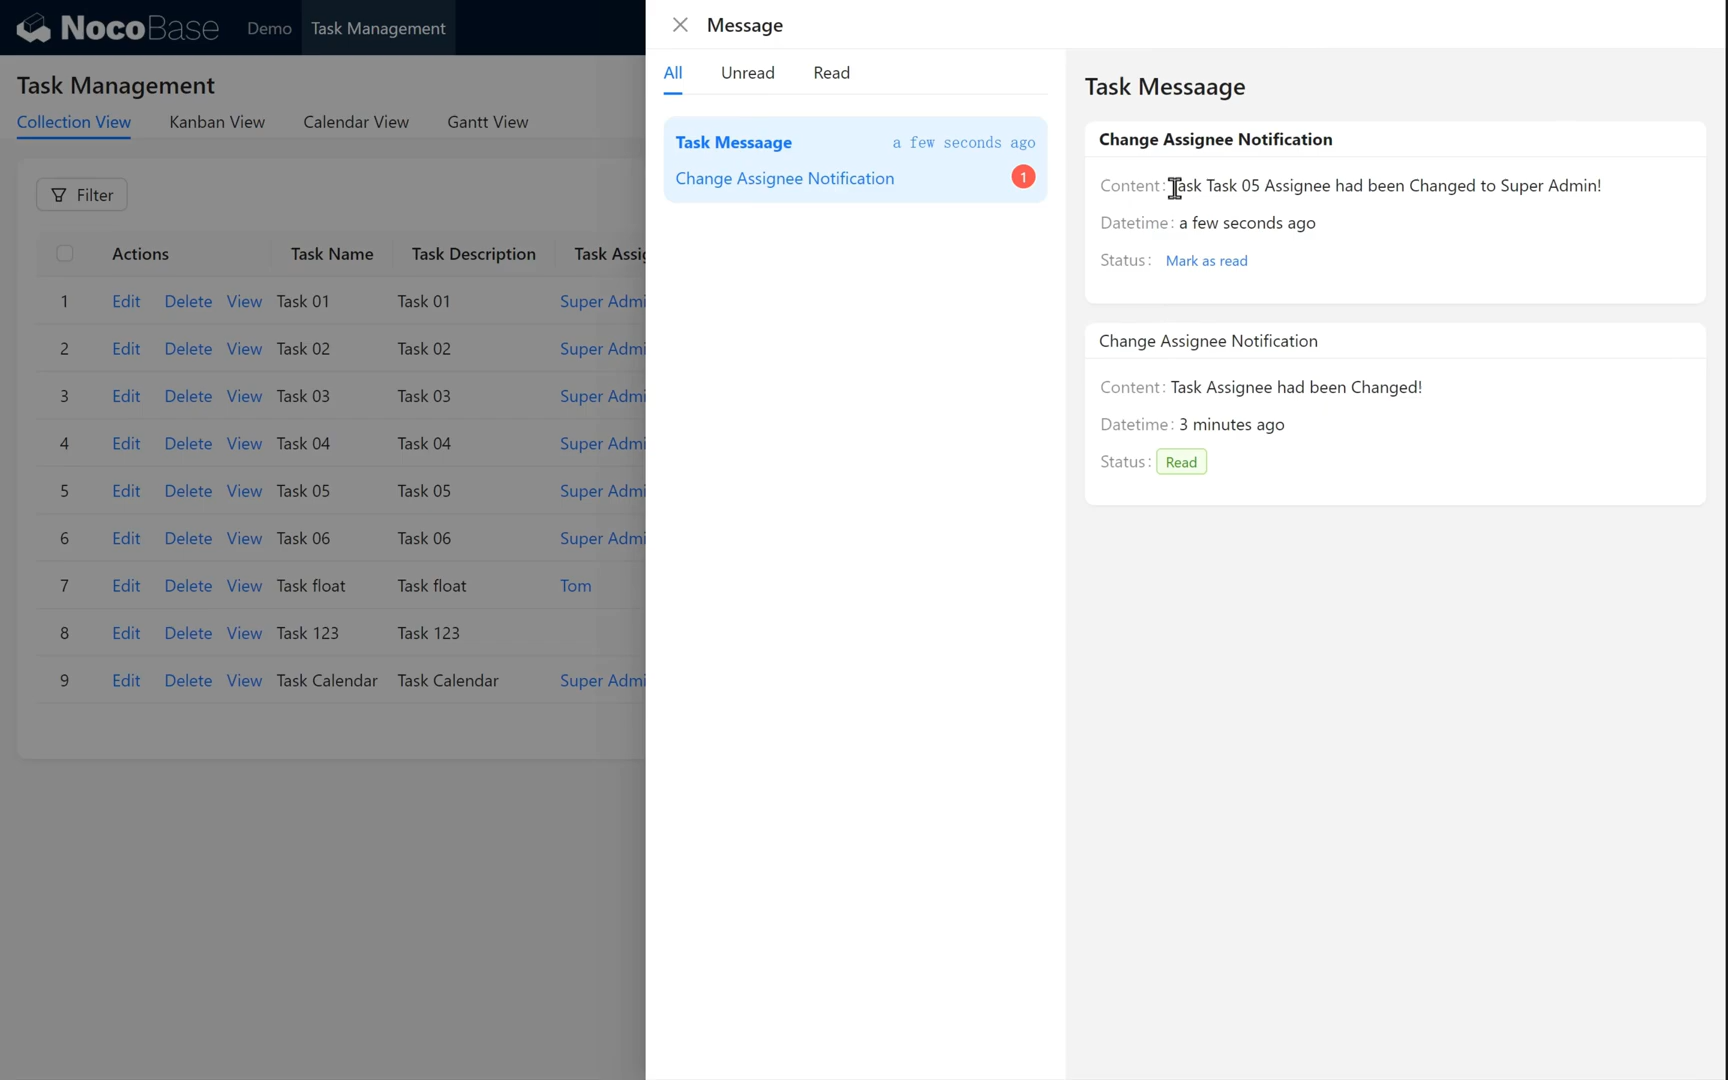 NocoBase
Demo
Task Management
Task Management
Collection View
Kanban View
Calendar View
Gantt View
Filter
Actions Task Name Task Description Task Assig
1 Edit Delete View Task 01 Task 01 Super Admi
2 Edit Delete View Task 02 Task 02 Super Admi
3 Edit Delete View Task 03 Task 03 Super Admi
4 Edit Delete View Task 04 Task 04 Super Admi
5 Edit Delete View Task 05 Task 05 Super Admi
6 Edit Delete View Task 06 Task 06 Super Admi
7 Edit Delete View Task float Task float Tom
8 Edit Delete View Task 123 Task 123
9 Edit Delete View Task Calendar Task Calendar Super Admi
Message
All
Unread
Read
Task Messaage a few seconds ago
Change Assignee Notification 1
Task Messaage
Change Assignee Notification
Content: Task Task 05 Assignee had been Changed to Super Admin!
Datetime: a few seconds ago
Status: Mark as read
Change Assignee Notification
Content: Task Assignee had been Changed!
Datetime: 3 minutes ago
Status: Read